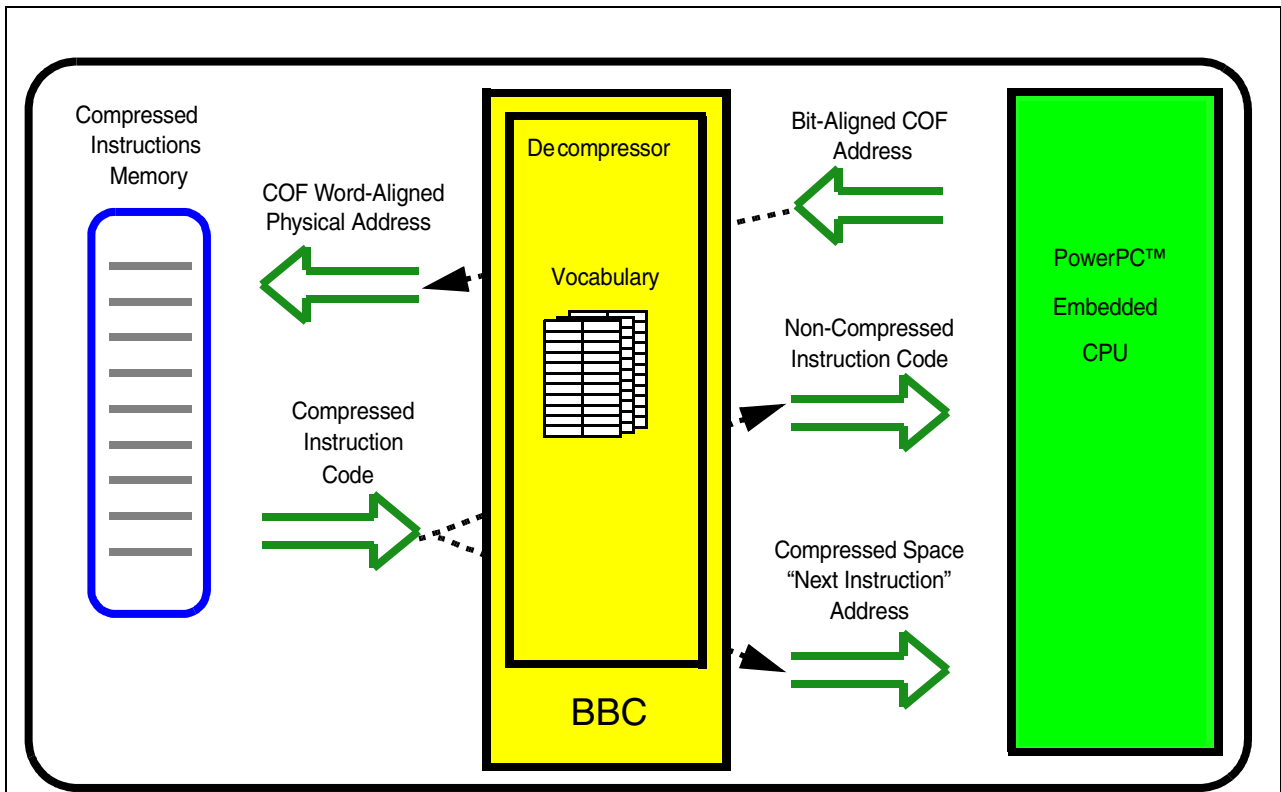 Compressed
Instructions
Memory
COF Word-Aligned
Physical Address
Compressed
Instruction
Code
Decompressor
Vocabulary
BBC
Bit-Aligned COF
Address
Non-Compressed
Instruction Code
Compressed Space
“Next Instruction”
Address
PowerPC™
Embedded
CPU